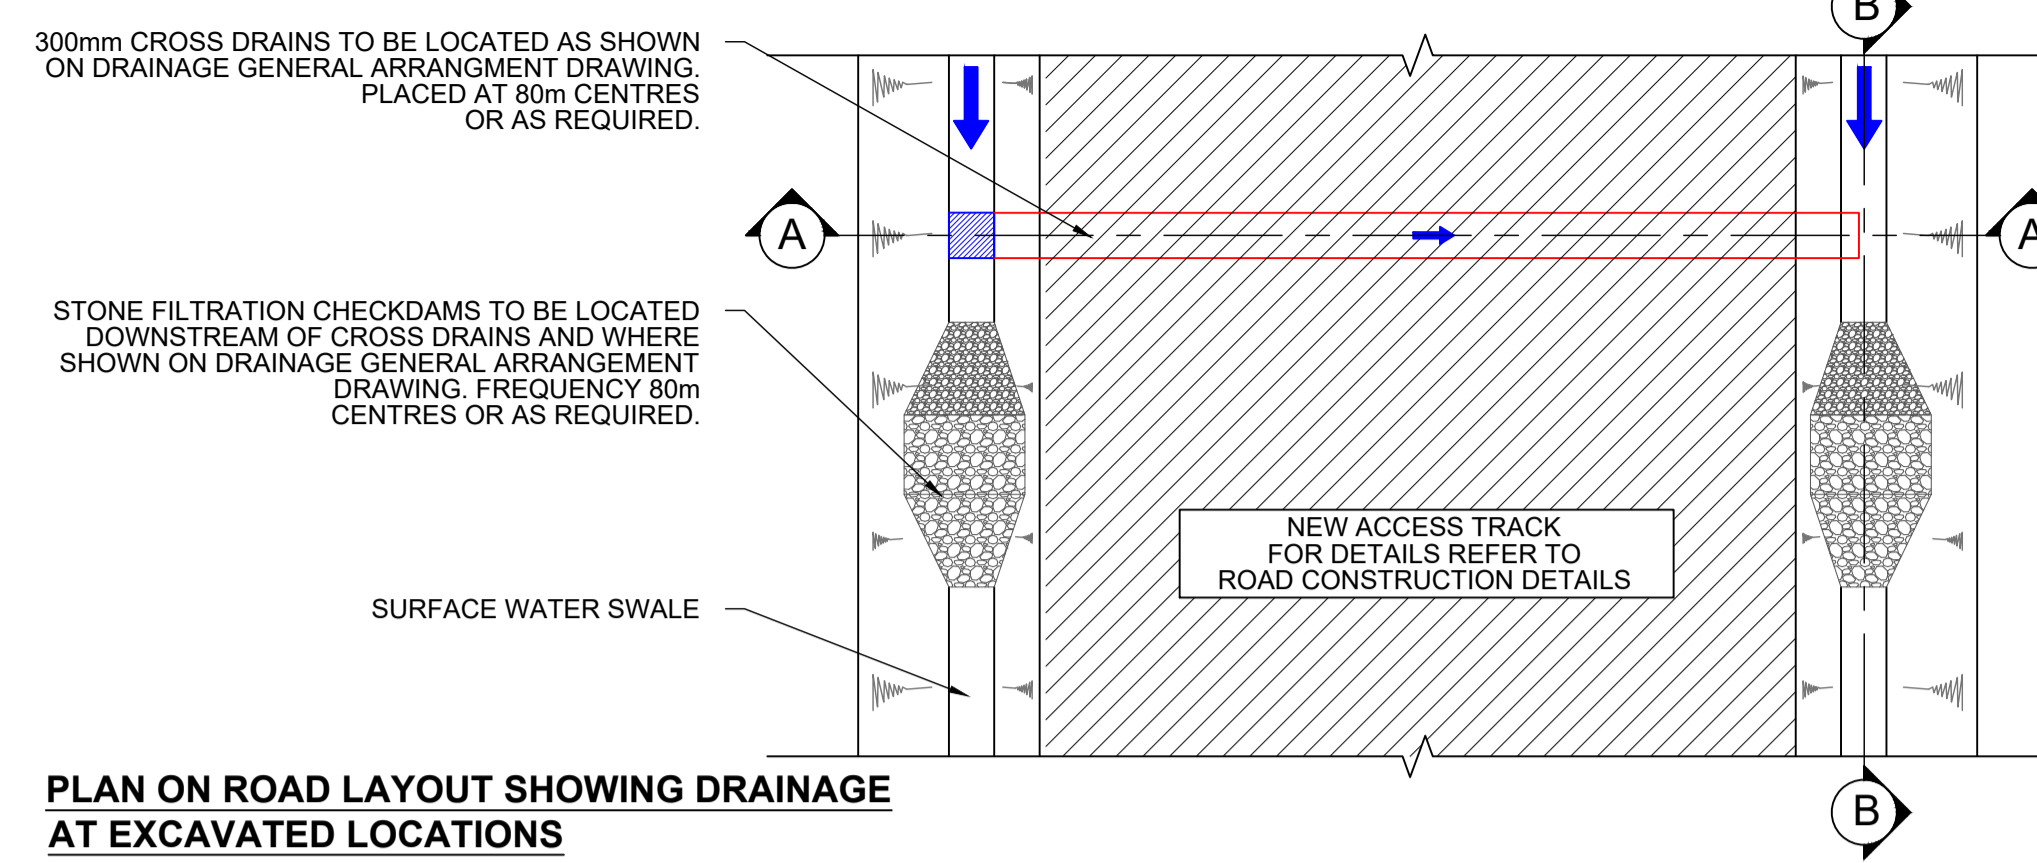 B
300mm CROSS DRAINS TO BE LOCATED AS SHOWN
ON DRAINAGE GENERAL ARRANGMENT DRAWING.
PLACED AT 80m CENTRES
OR AS REQUIRED.
A
A
STONE FILTRATION CHECKDAMS TO BE LOCATED
DOWNSTREAM OF CROSS DRAINS AND WHERE
SHOWN ON DRAINAGE GENERAL ARRANGEMENT
DRAWING. FREQUENCY 80m
CENTRES OR AS REQUIRED.
NEW ACCESS TRACK
FOR DETAILS REFER TO
ROAD CONSTRUCTION DETAILS
SURFACE WATER SWALE
PLAN ON ROAD LAYOUT SHOWING DRAINAGE
AT EXCAVATED LOCATIONS
B